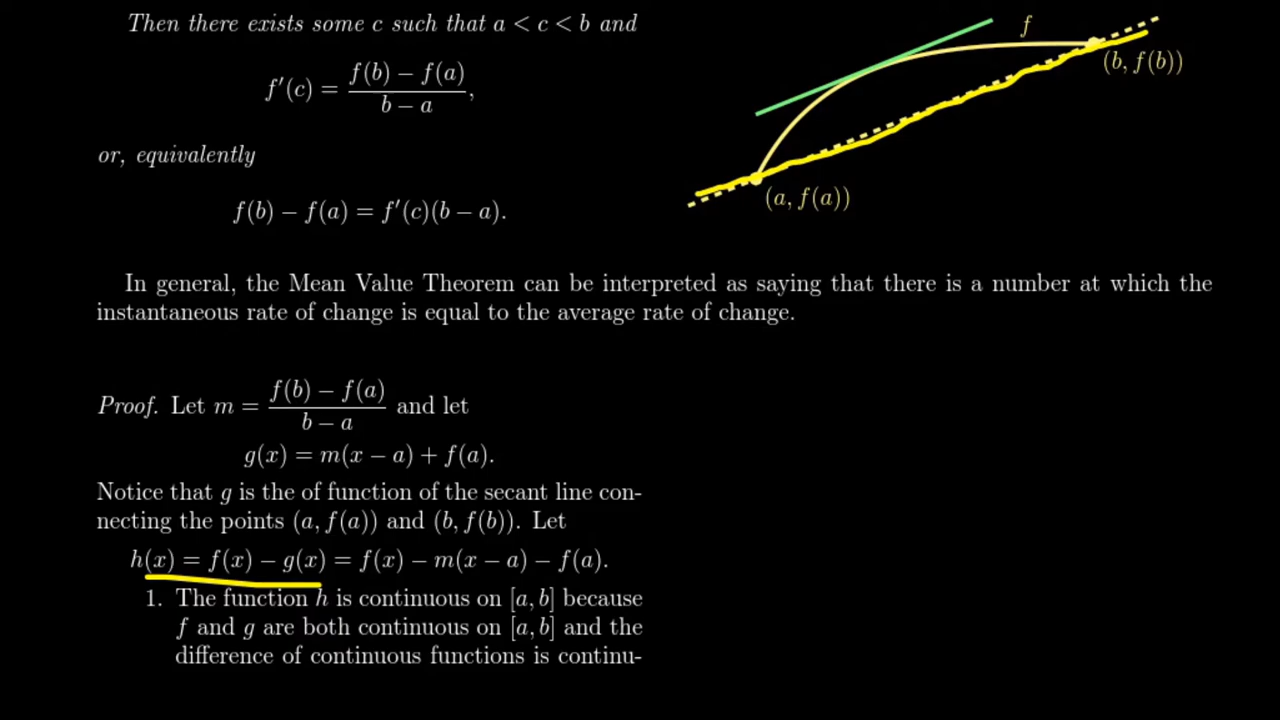 Then there exists some c such that a < c < b and
f′(c) = (f(b) − f(a))/(b − a),
or, equivalently
f(b) − f(a) = f′(c)(b − a).
f
(b, f(b))
(a, f(a))
In general, the Mean Value Theorem can be interpreted as saying that there is a number at which the
instantaneous rate of change is equal to the average rate of change.
Proof. Let m = (f(b) − f(a))/(b − a) and let
g(x) = m(x − a) + f(a).
Notice that g is the of function of the secant line con-
necting the points (a, f(a)) and (b, f(b)). Let
h(x) = f(x) − g(x) = f(x) − m(x − a) − f(a).
1. The function h is continuous on [a, b] because
f and g are both continuous on [a, b] and the
difference of continuous functions is continu-